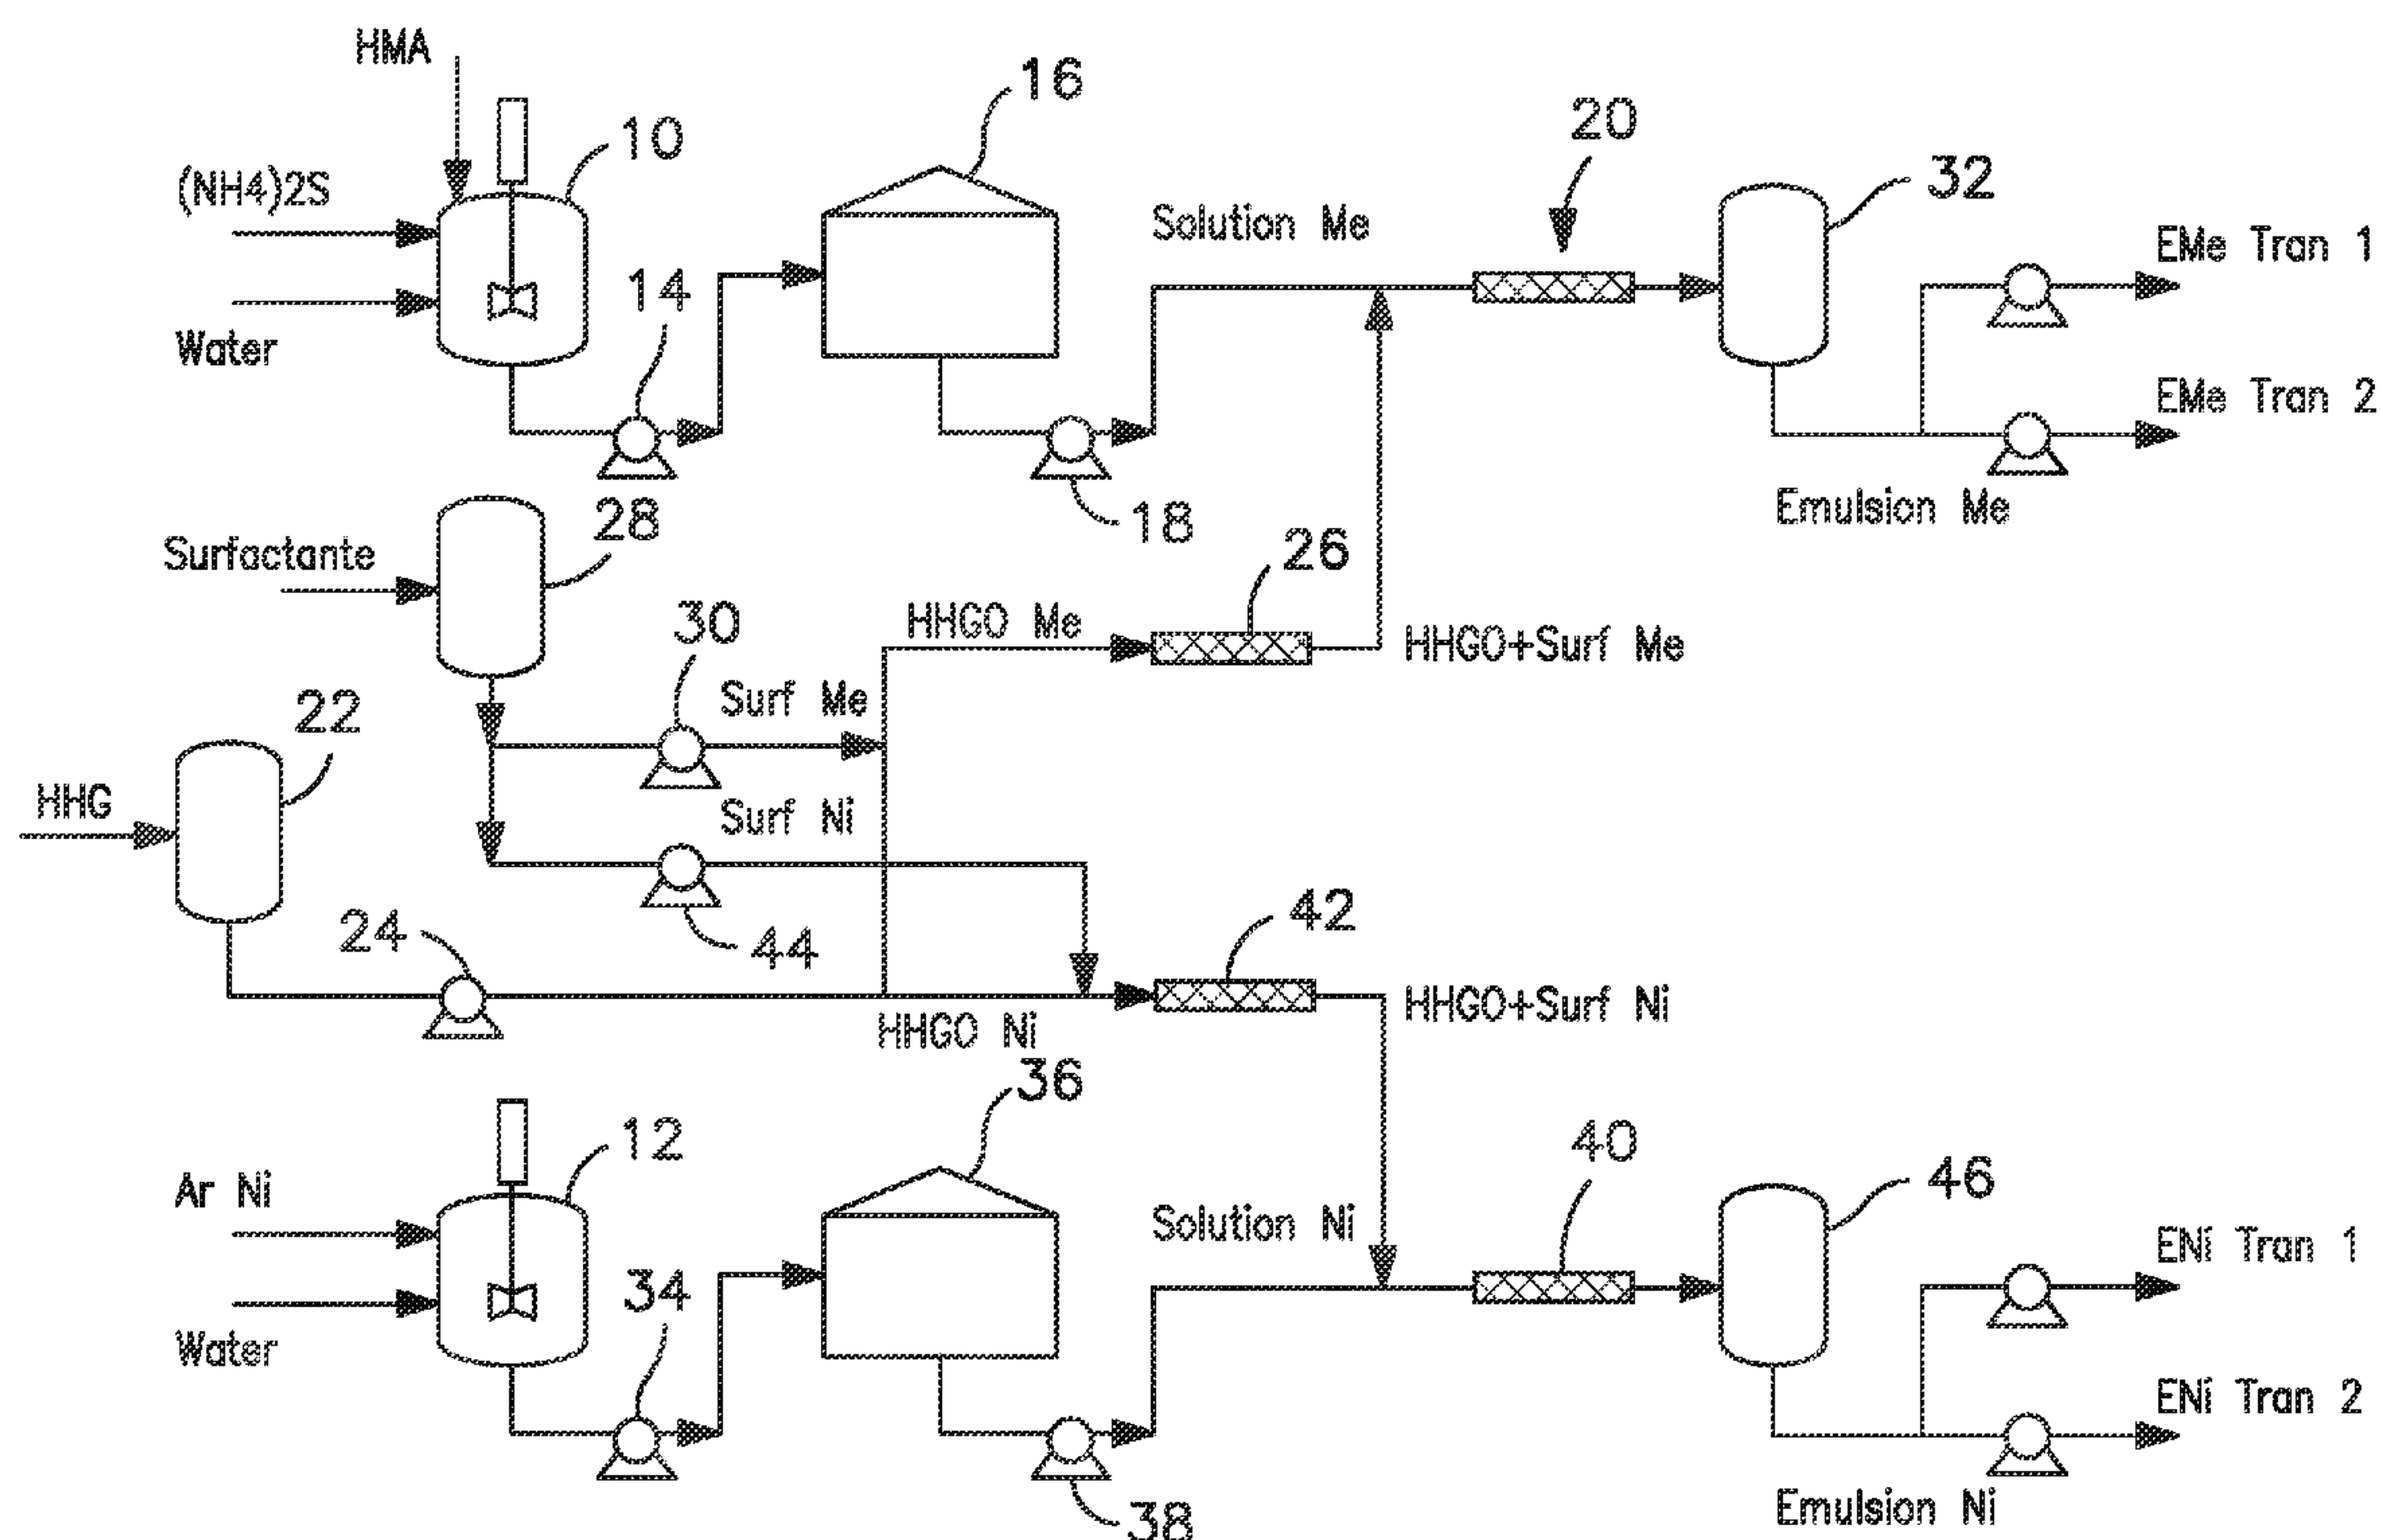 HMA
16
10
20
(NH4)2S
32
Solution Me
EMe Tran 1
14
Water
EMe Tran 2
28
18
Emulsion Me
Surfactante
26
30
HHGO Me
HHGO+Surf Me
22
Surf Me
HHG
Surf Ni
24
44
42
HHGO Ni
HHGO+Surf Ni
36
12
40
Ar Ni
46
Solution Ni
ENi Tran 1
34
Water
ENi Tran 2
38
Emulsion Ni